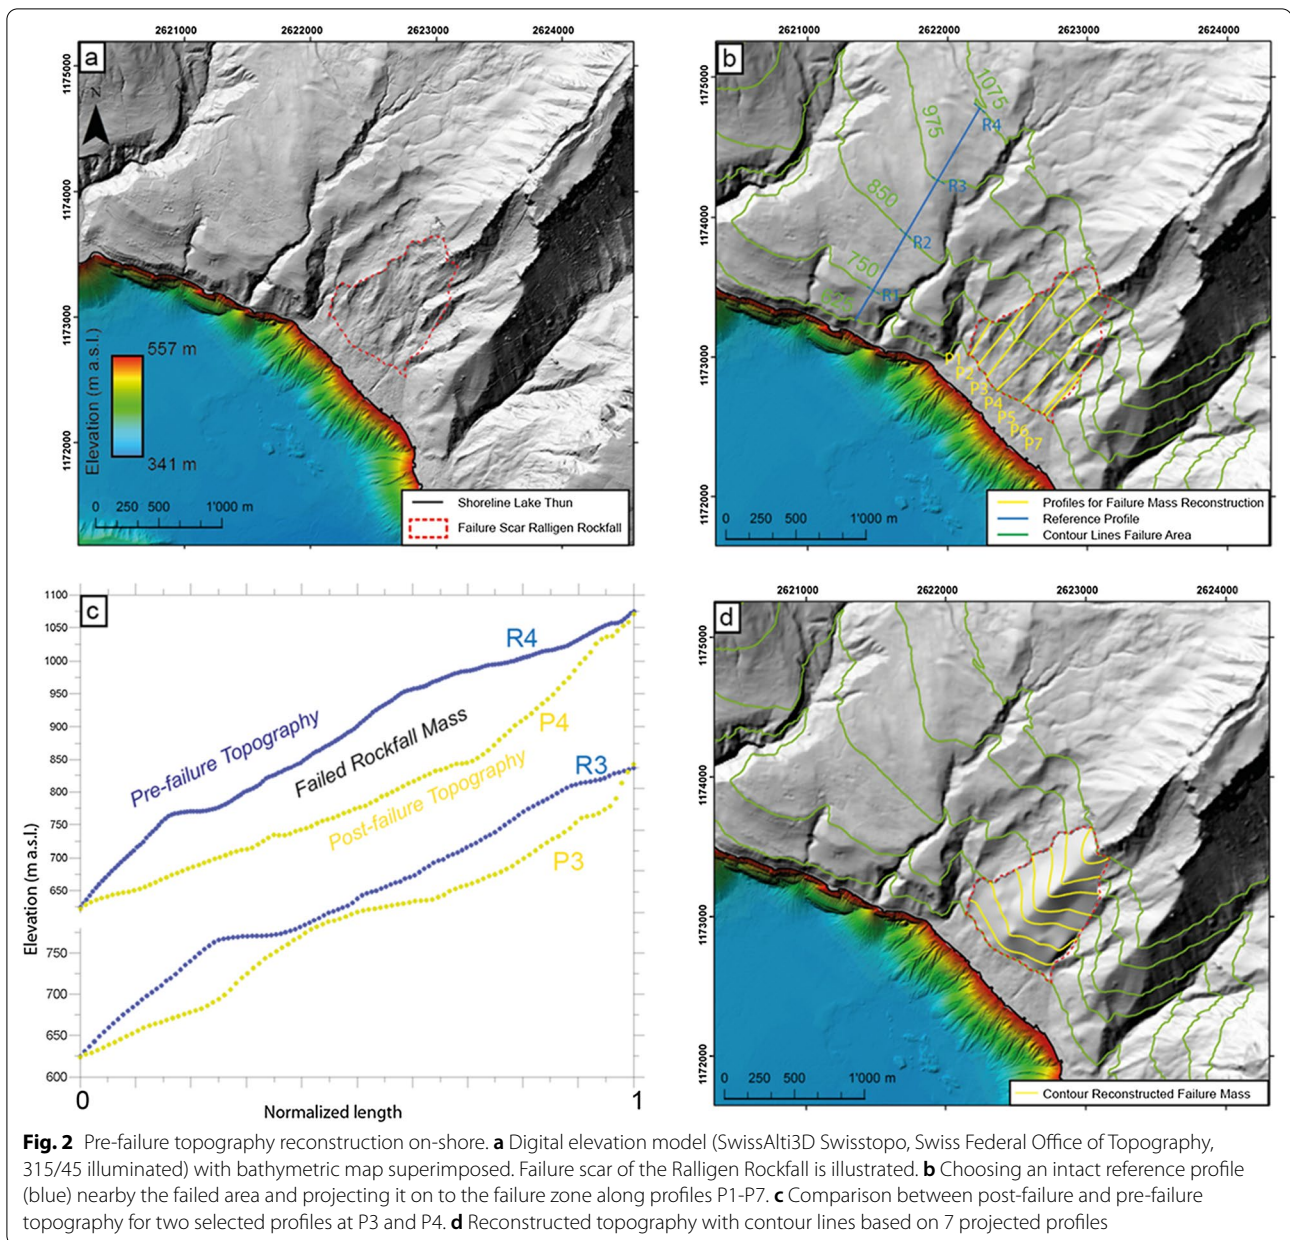 2621000 2622000 2623000 2624000
a
N
1175000
1174000
1173000
1172000
Elevation (m a.s.l.)
557 m
341 m
0 250 500 1'000 m
Shoreline Lake Thun
Failure Scar Ralligen Rockfall
2621000 2622000 2623000 2624000
b
1175000
1174000
1173000
1172000
1075
R4
975
R3
850
R2
750
R1
P1
P2
P3
P4
P5
P6
P7
0 250 500 1'000 m
Profiles for Failure Mass Reconstruction
Reference Profile
Contour Lines Failure Area
c
1100
1050
1000
950
900
850
800
750
700
650
750
650
600
Elevation (m a.s.l.)
R4
Pre-failure Topography
Failed Rockfall Mass
P4
Post-failure Topography
R3
P3
0 1
Normalized length
2621000 2622000 2623000 2624000
d
1175000
1174000
1173000
1172000
0 250 500 1'000 m
Contour Reconstructed Failure Mass
Fig. 2 Pre-failure topography reconstruction on-shore. a Digital elevation model (SwissAlti3D Swisstopo, Swiss Federal Office of Topography,
315/45 illuminated) with bathymetric map superimposed. Failure scar of the Ralligen Rockfall is illustrated. b Choosing an intact reference profile
(blue) nearby the failed area and projecting it on to the failure zone along profiles P1-P7. c Comparison between post-failure and pre-failure
topography for two selected profiles at P3 and P4. d Reconstructed topography with contour lines based on 7 projected profiles